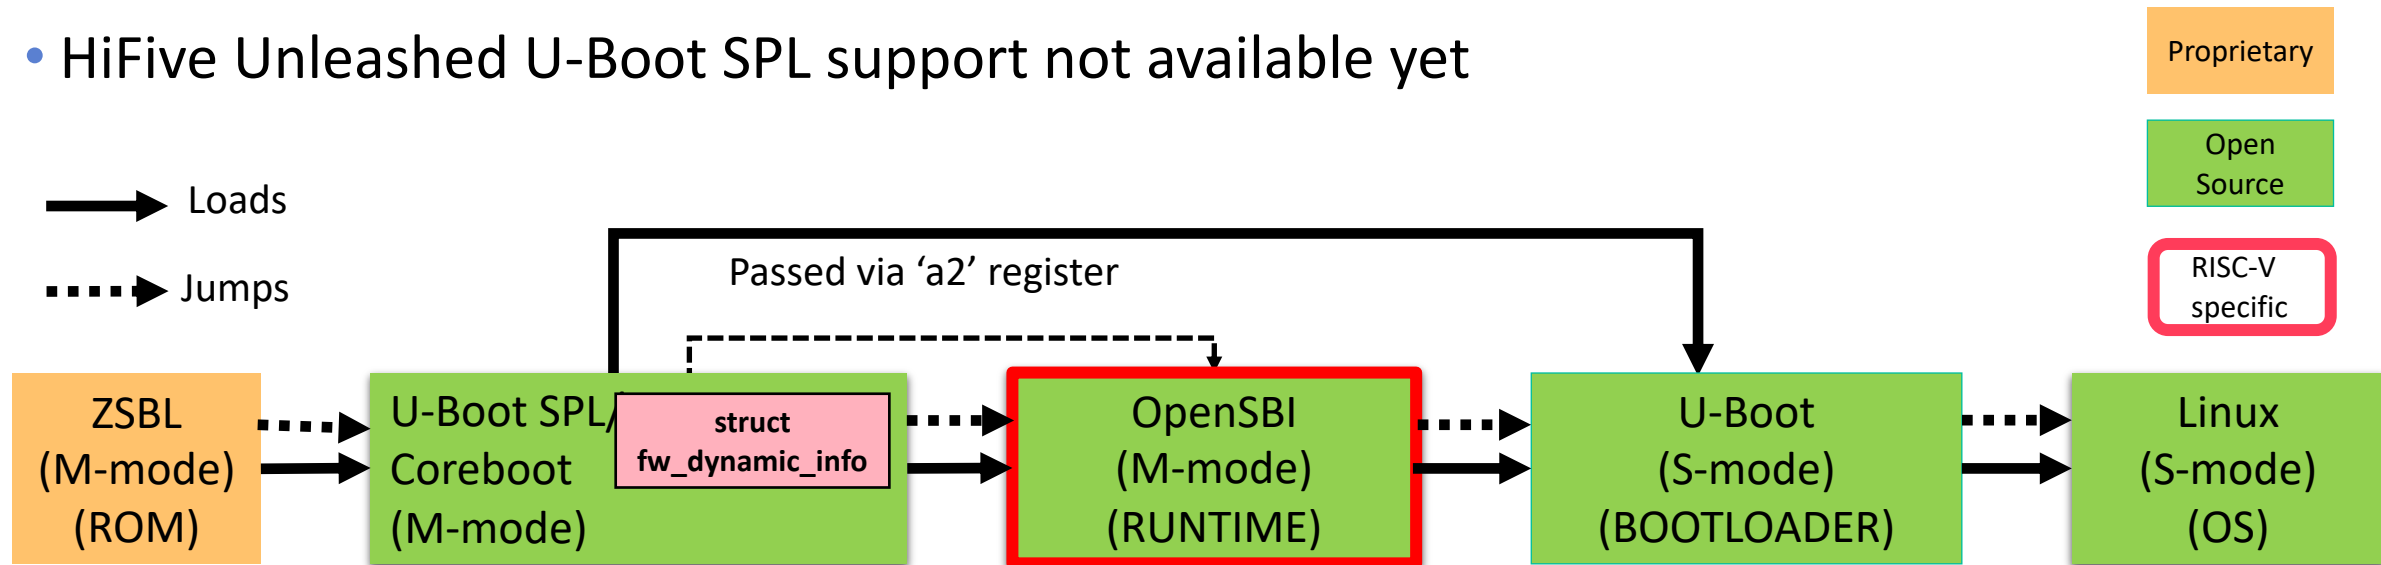 • HiFive Unleashed U-Boot SPL support not available yet
Proprietary
Open
Source
RISC-V
specific
Loads
Jumps
Passed via ‘a2’ register
ZSBL
(M-mode)
(ROM)
U-Boot SPL/
Coreboot
(M-mode)
struct
fw_dynamic_info
OpenSBI
(M-mode)
(RUNTIME)
U-Boot
(S-mode)
(BOOTLOADER)
Linux
(S-mode)
(OS)